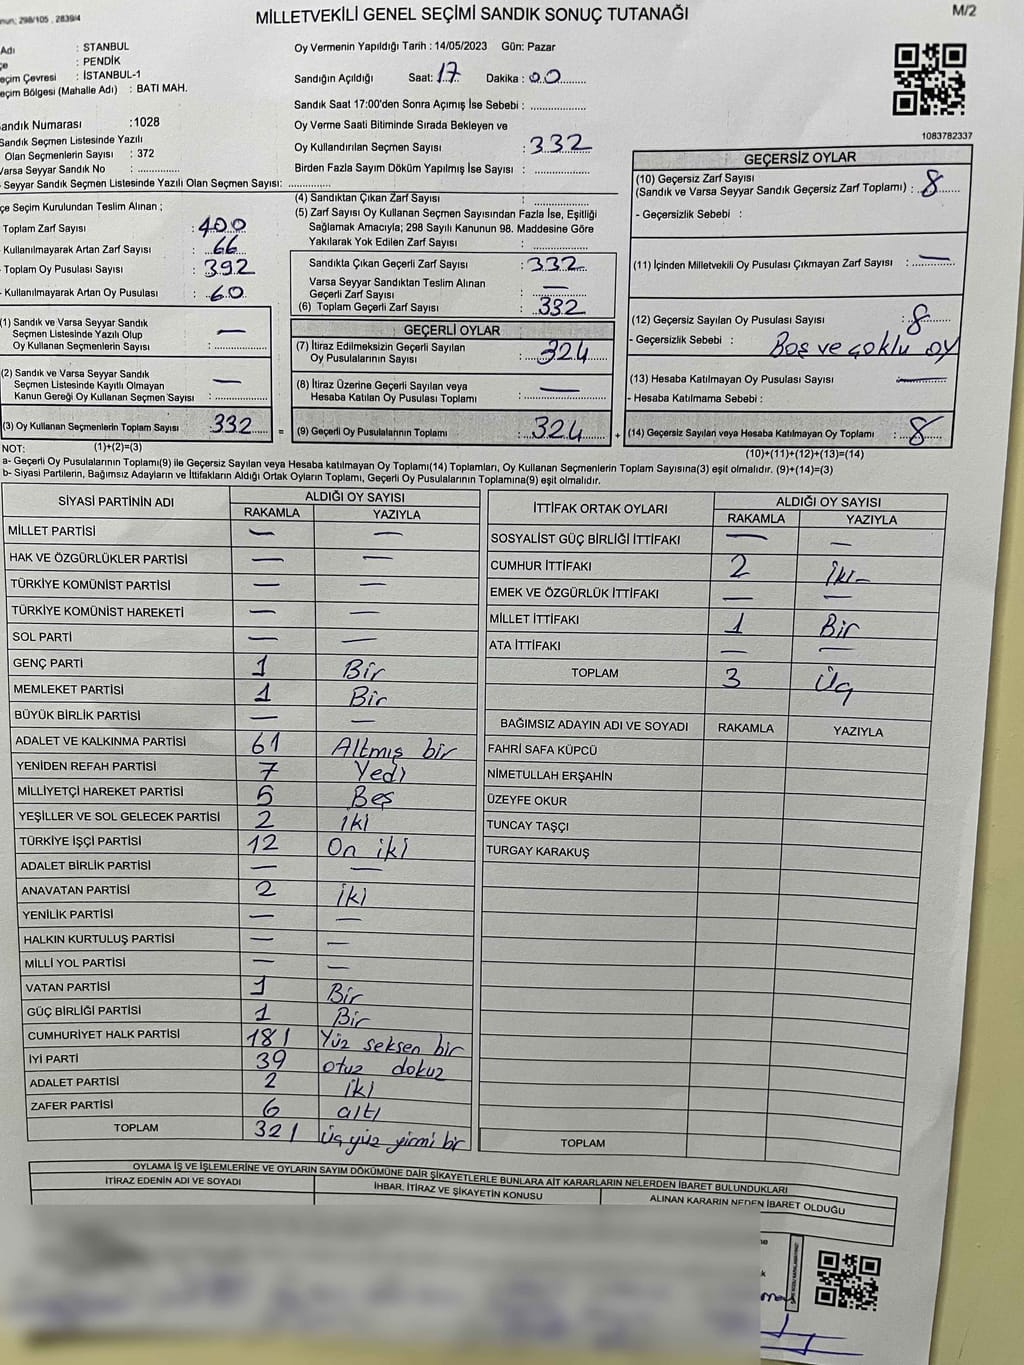 nun; 298/105 , 2839/4
MİLLETVEKİLİ GENEL SEÇİMİ SANDIK SONUÇ TUTANAĞI
M/2
Adı : STANBUL
çe : PENDİK
eçim Çevresi : İSTANBUL-1
eçim Bölgesi (Mahalle Adı) : BATI MAH.
andık Numarası :1028
Sandık Seçmen Listesinde Yazılı
Olan Seçmenlerin Sayısı : 372
Varsa Seyyar Sandık No : ..............
Seyyar Sandık Seçmen Listesinde Yazılı Olan Seçmen Sayısı: ..............
Oy Vermenin Yapıldığı Tarih : 14/05/2023 Gün: Pazar
Sandığın Açıldığı Saat: 17 Dakika : 00
Sandık Saat 17:00'den Sonra Açımış İse Sebebi : ..............
Oy Verme Saati Bitiminde Sırada Bekleyen ve
Oy Kullandırılan Seçmen Sayısı : 332
Birden Fazla Sayım Döküm Yapılmış İse Sayısı : ..............
1083782337
çe Seçim Kurulundan Teslim Alınan ;
Toplam Zarf Sayısı : 400
- Kullanılmayarak Artan Zarf Sayısı : 66
- Toplam Oy Pusulası Sayısı : 392
- Kullanılmayarak Artan Oy Pusulası : 60
(1) Sandık ve Varsa Seyyar Sandık
Seçmen Listesinde Yazılı Olup
Oy Kullanan Seçmenlerin Sayısı : —
(2) Sandık ve Varsa Seyyar Sandık
Seçmen Listesinde Kayıtlı Olmayan
Kanun Gereği Oy Kullanan Seçmen Sayısı : —
(3) Oy Kullanan Seçmenlerin Toplam Sayısı : 332 =
(4) Sandıktan Çıkan Zarf Sayısı : ..............
(5) Zarf Sayısı Oy Kullanan Seçmen Sayısından Fazla İse, Eşitliği
Sağlamak Amacıyla; 298 Sayılı Kanunun 98. Maddesine Göre
Yakılarak Yok Edilen Zarf Sayısı : ..............
Sandıkta Çıkan Geçerli Zarf Sayısı : 332
Varsa Seyyar Sandıktan Teslim Alınan
Geçerli Zarf Sayısı : —
(6) Toplam Geçerli Zarf Sayısı : 332
GEÇERLİ OYLAR
(7) İtiraz Edilmeksizin Geçerli Sayılan
Oy Pusulalarının Sayısı : 324
(8) İtiraz Üzerine Geçerli Sayılan veya
Hesaba Katılan Oy Pusulası Toplamı : —
(9) Geçerli Oy Pusulalarının Toplamı : 324 +
GEÇERSİZ OYLAR
(10) Geçersiz Zarf Sayısı
(Sandık ve Varsa Seyyar Sandık Geçersiz Zarf Toplamı) : 8
- Geçersizlik Sebebi :
(11) İçinden Milletvekili Oy Pusulası Çıkmayan Zarf Sayısı : —
(12) Geçersiz Sayılan Oy Pusulası Sayısı : 8
- Geçersizlik Sebebi : Boş ve çoklu oy
(13) Hesaba Katılmayan Oy Pusulası Sayısı —
- Hesaba Katılmama Sebebi :
(14) Geçersiz Sayılan veya Hesaba Katılmayan Oy Toplamı : 8
NOT: (1)+(2)=(3)
(10)+(11)+(12)+(13)=(14)
a- Geçerli Oy Pusulalarının Toplamı(9) ile Geçersiz Sayılan veya Hesaba katılmayan Oy Toplamı(14) Toplamları, Oy Kullanan Seçmenlerin Toplam Sayısına(3) eşit olmalıdır. (9)+(14)=(3)
b- Siyasi Partilerin, Bağımsız Adayların ve İttifakların Aldığı Ortak Oyların Toplamı, Geçerli Oy Pusulalarının Toplamına(9) eşit olmalıdır.
SİYASİ PARTİNİN ADI ALDIĞI OY SAYISI
RAKAMLA YAZIYLA
MİLLET PARTİSİ — —
HAK VE ÖZGÜRLÜKLER PARTİSİ — —
TÜRKİYE KOMÜNİST PARTİSİ — —
TÜRKİYE KOMÜNİST HAREKETİ — —
SOL PARTİ — —
GENÇ PARTİ 1 Bir
MEMLEKET PARTİSİ 1 Bir
BÜYÜK BİRLİK PARTİSİ — —
ADALET VE KALKINMA PARTİSİ 61 Altmış bir
YENİDEN REFAH PARTİSİ 7 Yedi
MİLLİYETÇİ HAREKET PARTİSİ 5 Beş
YEŞİLLER VE SOL GELECEK PARTİSİ 2 iki
TÜRKİYE İŞÇİ PARTİSİ 12 On iki
ADALET BİRLİK PARTİSİ — —
ANAVATAN PARTİSİ 2 iki
YENİLİK PARTİSİ — —
HALKIN KURTULUŞ PARTİSİ — —
MİLLİ YOL PARTİSİ — —
VATAN PARTİSİ 1 Bir
GÜÇ BİRLİĞİ PARTİSİ 1 Bir
CUMHURİYET HALK PARTİSİ 181 Yüz seksen bir
İYİ PARTİ 39 otuz dokuz
ADALET PARTİSİ 2 iki
ZAFER PARTİSİ 6 altı
TOPLAM 321 üç yüz yirmi bir
İTTİFAK ORTAK OYLARI ALDIĞI OY SAYISI
RAKAMLA YAZIYLA
SOSYALİST GÜÇ BİRLİĞİ İTTİFAKI — —
CUMHUR İTTİFAKI 2 İki
EMEK VE ÖZGÜRLÜK İTTİFAKI — —
MİLLET İTTİFAKI 1 Bir
ATA İTTİFAKI — —
TOPLAM 3 Üç
BAĞIMSIZ ADAYIN ADI VE SOYADI RAKAMLA YAZIYLA
FAHRİ SAFA KÜPCÜ
NİMETULLAH ERŞAHİN
ÜZEYFE OKUR
TUNCAY TAŞÇI
TURGAY KARAKUŞ
TOPLAM
OYLAMA İŞ VE İŞLEMLERİNE VE OYLARIN SAYIM DÖKÜMÜNE DAİR ŞİKAYETLERLE BUNLARA AİT KARARLARIN NELERDEN İBARET BULUNDUKLARI
İTİRAZ EDENİN ADI VE SOYADI İHBAR, İTİRAZ VE ŞİKAYETİN KONUSU ALINAN KARARIN NEDEN İBARET OLDUĞU